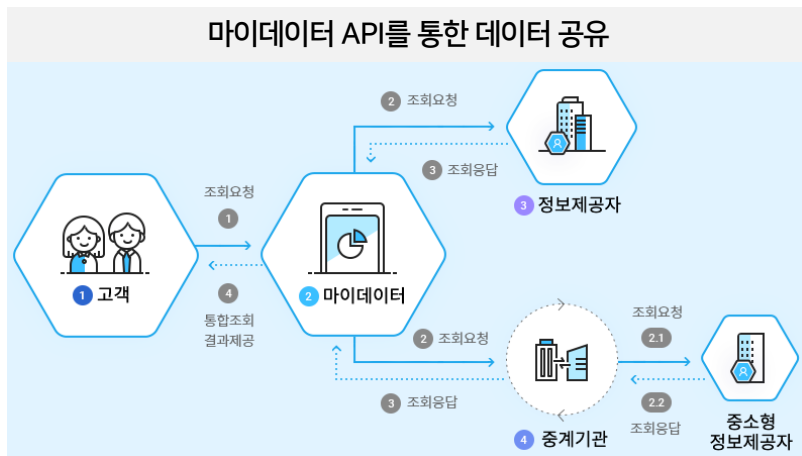 마이데이터 API를 통한 데이터 공유
2 조회요청
3 조회응답
3 정보제공자
조회요청
1
1 고객
4
통합조회
결과제공
2 마이데이터
2 조회요청
3 조회응답
4 중계기관
조회요청
2.1
2.2
조회응답
중소형
정보제공자